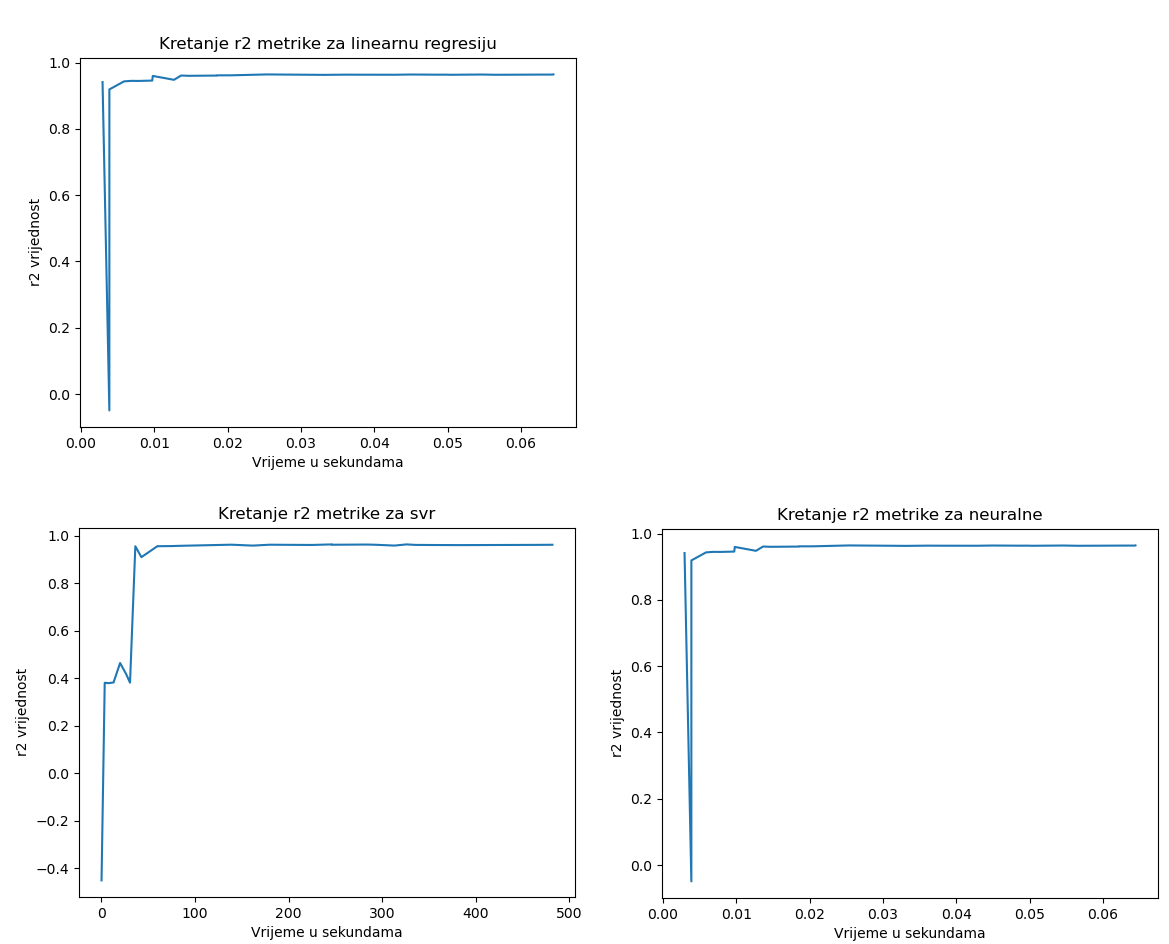 Kretanje r2 metrike za linearnu regresiju
1.0
0.8
0.6
0.4
0.2
0.0
r2 vrijednost
0.00 0.01 0.02 0.03 0.04 0.05 0.06
Vrijeme u sekundama
Kretanje r2 metrike za svr
1.0
0.8
0.6
0.4
0.2
0.0
−0.2
−0.4
r2 vrijednost
0 100 200 300 400 500
Vrijeme u sekundama
Kretanje r2 metrike za neuralne
1.0
0.8
0.6
0.4
0.2
0.0
r2 vrijednost
0.00 0.01 0.02 0.03 0.04 0.05 0.06
Vrijeme u sekundama